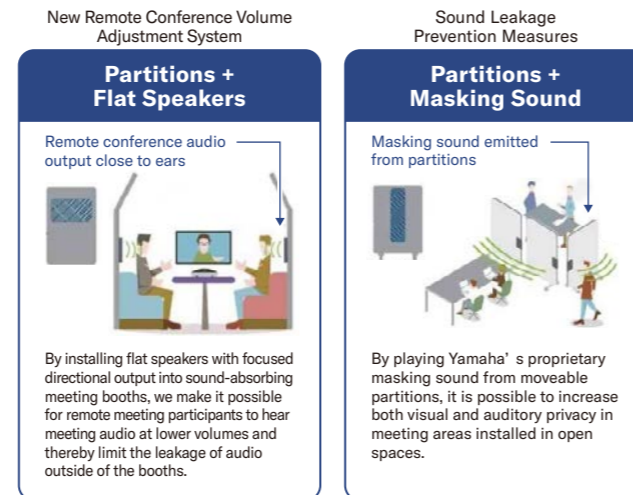 New Remote Conference Volume
Adjustment System
Partitions +
Flat Speakers
Remote conference audio
output close to ears
By installing flat speakers with focused
directional output into sound-absorbing
meeting booths, we make it possible
for remote meeting participants to hear
meeting audio at lower volumes and
thereby limit the leakage of audio
outside of the booths.
Sound Leakage
Prevention Measures
Partitions +
Masking Sound
Masking sound emitted
from partitions
By playing Yamaha’ s proprietary
masking sound from moveable
partitions, it is possible to increase
both visual and auditory privacy in
meeting areas installed in open
spaces.